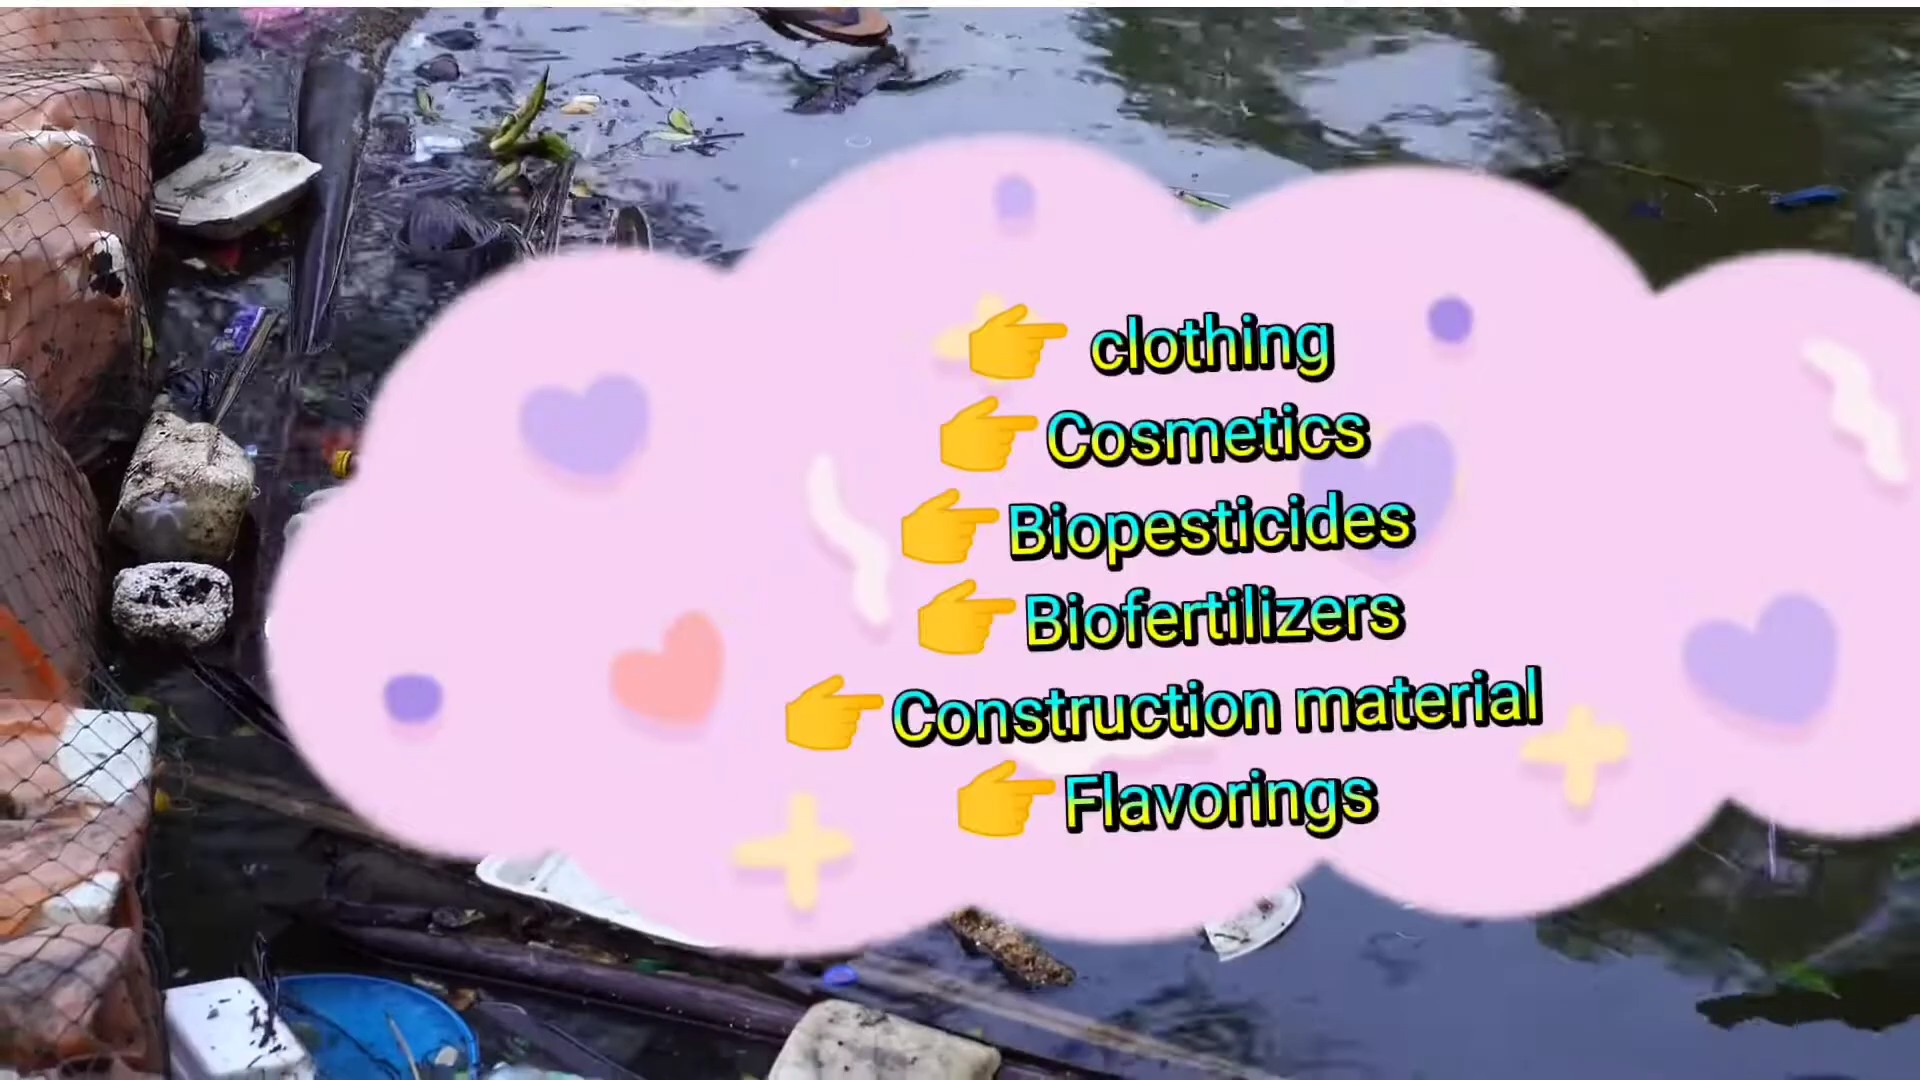 👉 clothing
👉Cosmetics
👉Biopesticides
👉Biofertilizers
👉Construction material
👉Flavorings